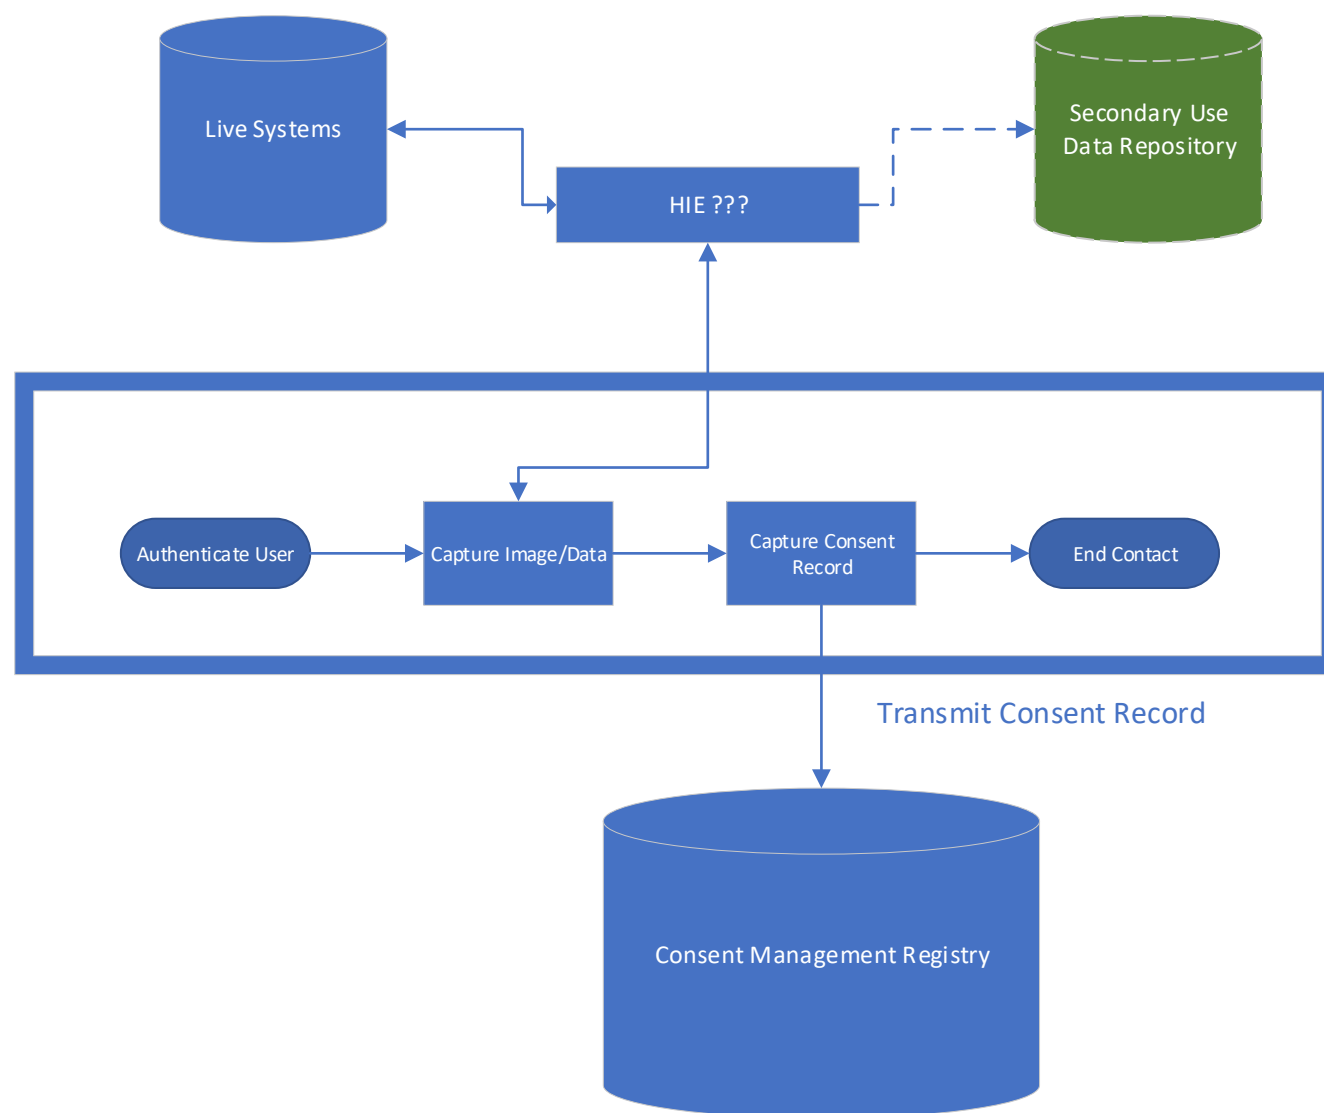 Live Systems
Secondary Use
Data Repository
HIE ???
Authenticate User
Capture Image/Data
Capture Consent
Record
End Contact
Transmit Consent Record
Consent Management Registry